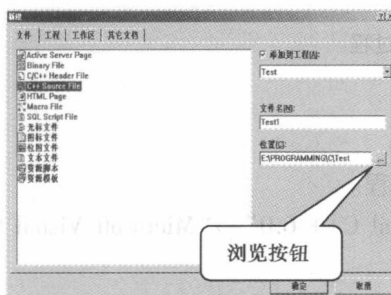 新建
文件 工程 工作区 其它文档
Active Server Page
Binary File
C/C++ Header File
C++ Source File
HTML Page
Macro File
SQL Script File
光标文件
图标文件
位图文件
文本文件
资源脚本
资源模板
添加到工程(A):
Test
文件名(N):
Test1
位置(C):
E:\PROGRAMMING\C\Test
...
浏览按钮
确定 取消